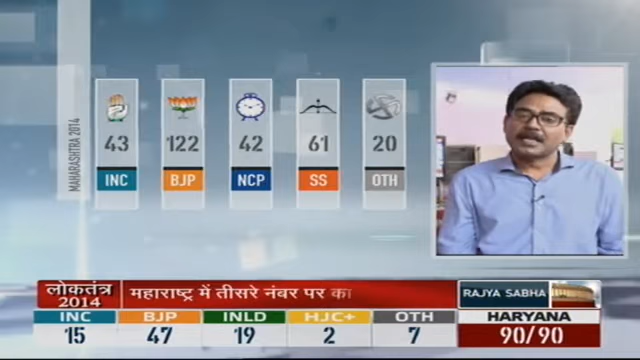 MAHARASHTRA 2014
43 122 42 61 20
INC BJP NCP SS OTH
लोकतंत्र
2014
महाराष्ट्र में तीसरे नंबर पर का
RAJYA SABHA
INC BJP INLD HJC+ OTH HARYANA
15 47 19 2 7 90/90